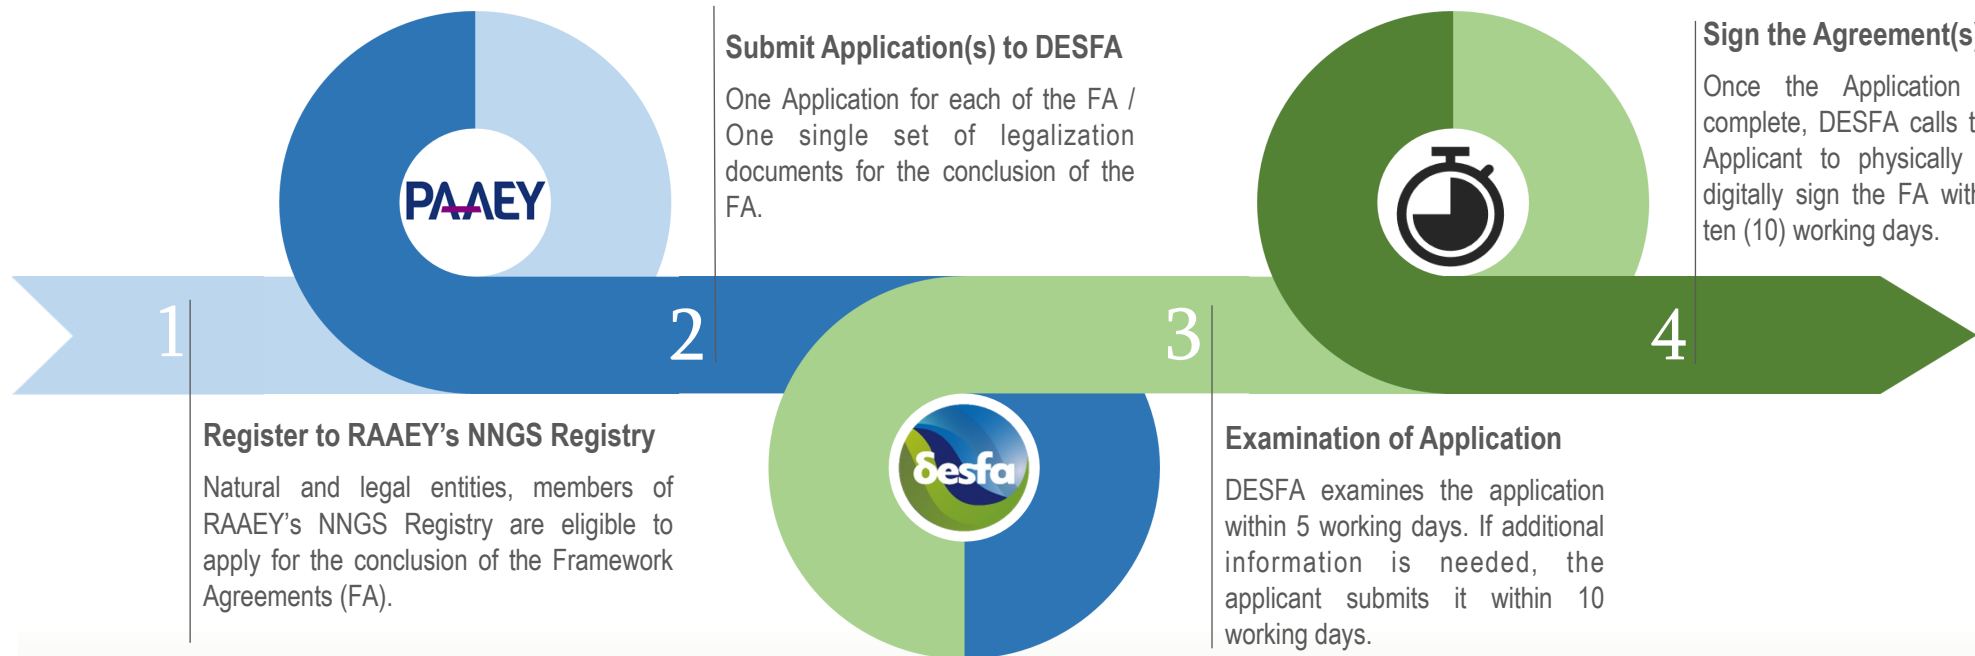 1
Register to RAAEY’s NNGS Registry
Natural and legal entities, members of
RAAEY’s NNGS Registry are eligible to
apply for the conclusion of the Framework
Agreements (FA).
ΡΑΑΕΥ
2
Submit Application(s) to DESFA
One Application for each of the FA /
One single set of legalization
documents for the conclusion of the
FA.
δesfa
3
Examination of Application
DESFA examines the application
within 5 working days. If additional
information is needed, the
applicant submits it within 10
working days.
4
Sign the Agreement(s)
Once the Application
complete, DESFA calls
Applicant to physically
digitally sign the FA
ten (10) working days.